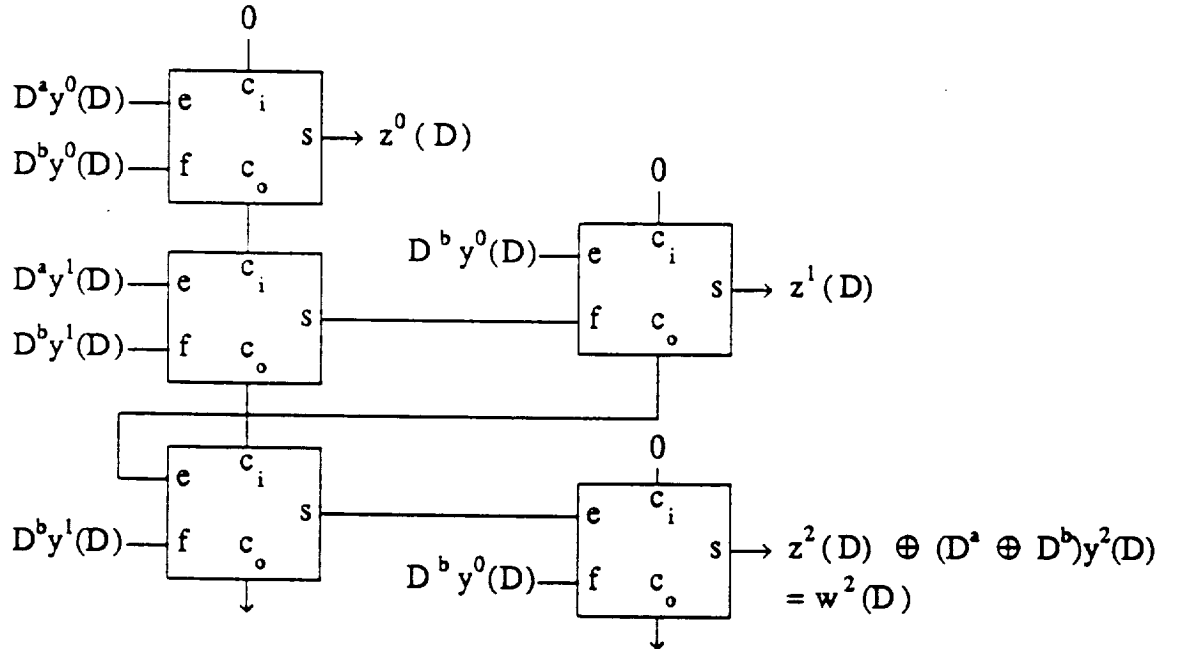 0
D^a y^0(D) e c_i
s z^0(D)
D^b y^0(D) f c_o
0
D^b y^0(D) e c_i
s z^1(D)
f c_o
D^a y^1(D) e c_i
s
D^b y^1(D) f c_o
e c_i
s
D^b y^1(D) f c_o
0
e c_i
s z^2(D) ⊕ (D^a ⊕ D^b)y^2(D)
= w^2(D)
D^b y^0(D) f c_o